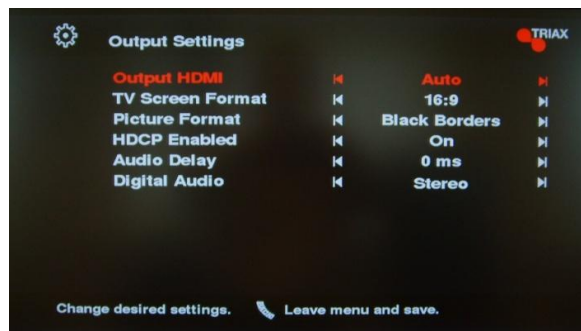 Output Settings
TRIAX
Output HDMI Auto
TV Screen Format 16:9
Picture Format Black Borders
HDCP Enabled On
Audio Delay 0 ms
Digital Audio Stereo
Change desired settings. Leave menu and save.